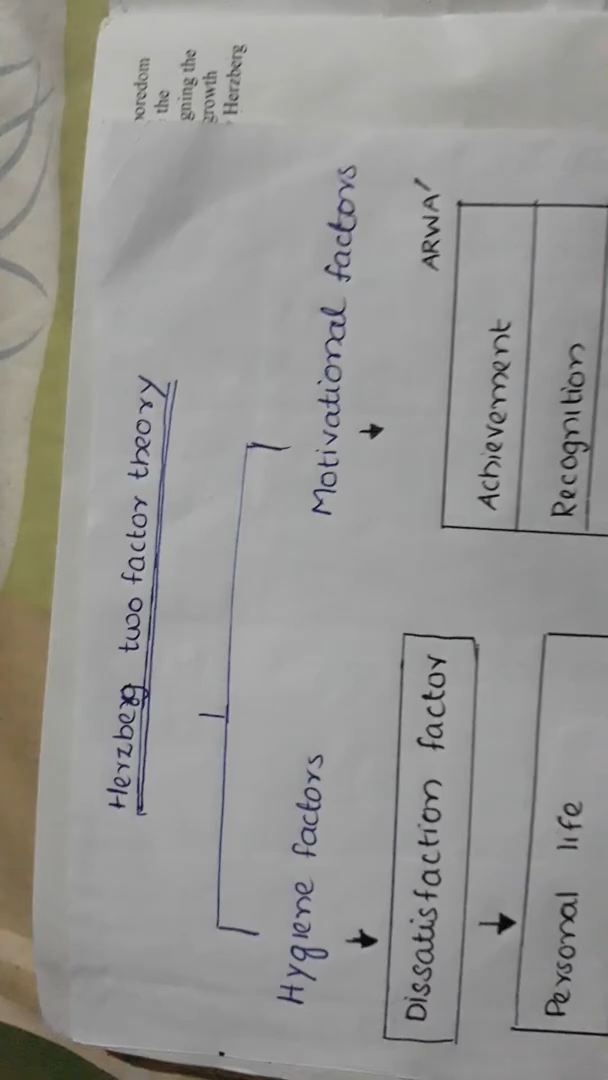 oredom
the
gning the
growth
Herzberg
Herzberg two factor theory
Hygiene factors
Motivational factors
Dissatisfaction factor
ARWA'
Achievement
Recognition
Personal life